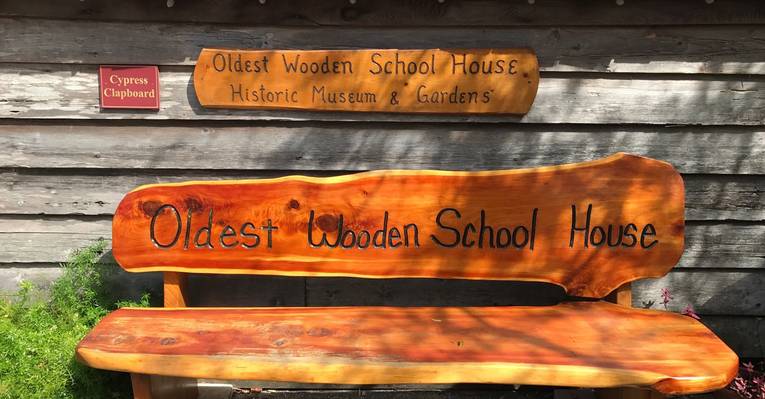 Cypress
Clapboard
Oldest Wooden School House
Historic Museum & Gardens
Oldest Wooden School House